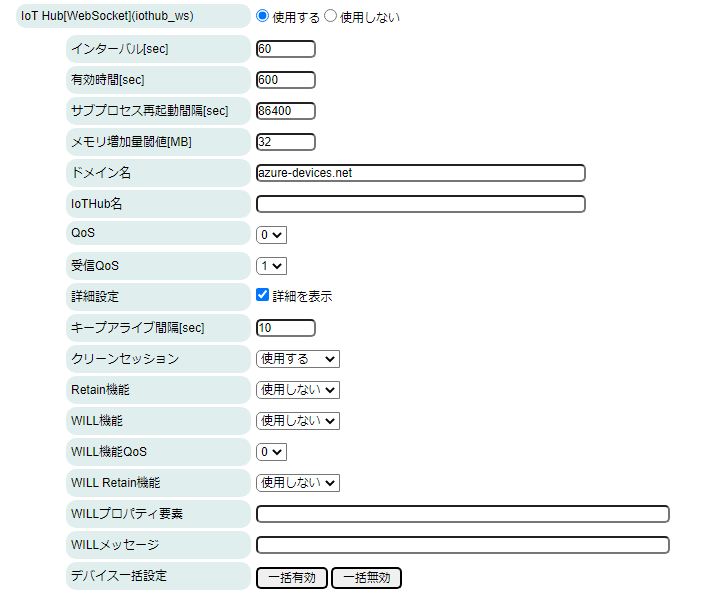 IoT Hub[WebSocket](iothub_ws) 使用する 使用しない
インターバル[sec] 60
有効時間[sec] 600
サブプロセス再起動間隔[sec] 86400
メモリ増加量閾値[MB] 32
ドメイン名 azure-devices.net
IoTHub名
QoS 0
受信QoS 1
詳細設定 詳細を表示
キープアライブ間隔[sec] 10
クリーンセッション 使用する
Retain機能 使用しない
WILL機能 使用しない
WILL機能QoS 0
WILL Retain機能 使用しない
WILLプロパティ要素
WILLメッセージ
デバイス一括設定 一括有効 一括無効